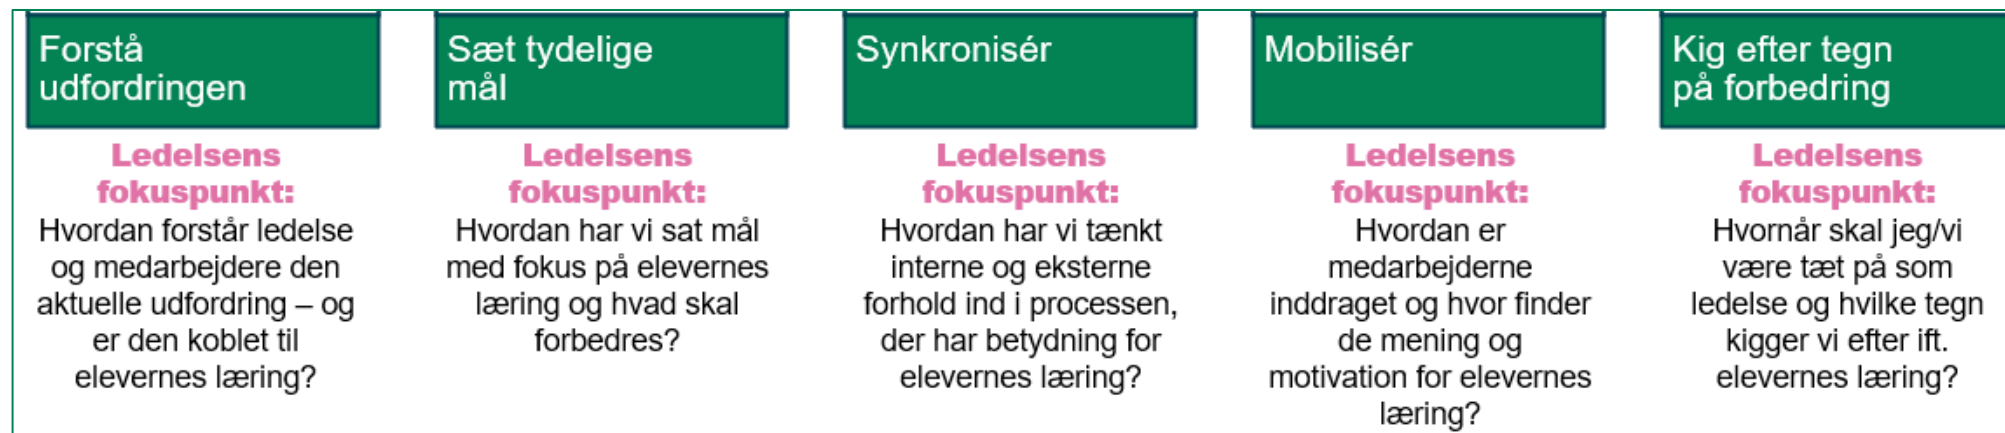 Forstå
udfordringen
Ledelsens
fokuspunkt:
Hvordan forstår ledelse
og medarbejdere den
aktuelle udfordring – og
er den koblet til
elevernes læring?
Sæt tydelige
mål
Ledelsens
fokuspunkt:
Hvordan har vi sat mål
med fokus på elevernes
læring og hvad skal
forbedres?
Synkronisér
Ledelsens
fokuspunkt:
Hvordan har vi tænkt
interne og eksterne
forhold ind i processen,
der har betydning for
elevernes læring?
Mobilisér
Ledelsens
fokuspunkt:
Hvordan er
medarbejderne
inddraget og hvor finder
de mening og
motivation for elevernes
læring?
Kig efter tegn
på forbedring
Ledelsens
fokuspunkt:
Hvornår skal jeg/vi
være tæt på som
ledelse og hvilke tegn
kigger vi efter ift.
elevernes læring?